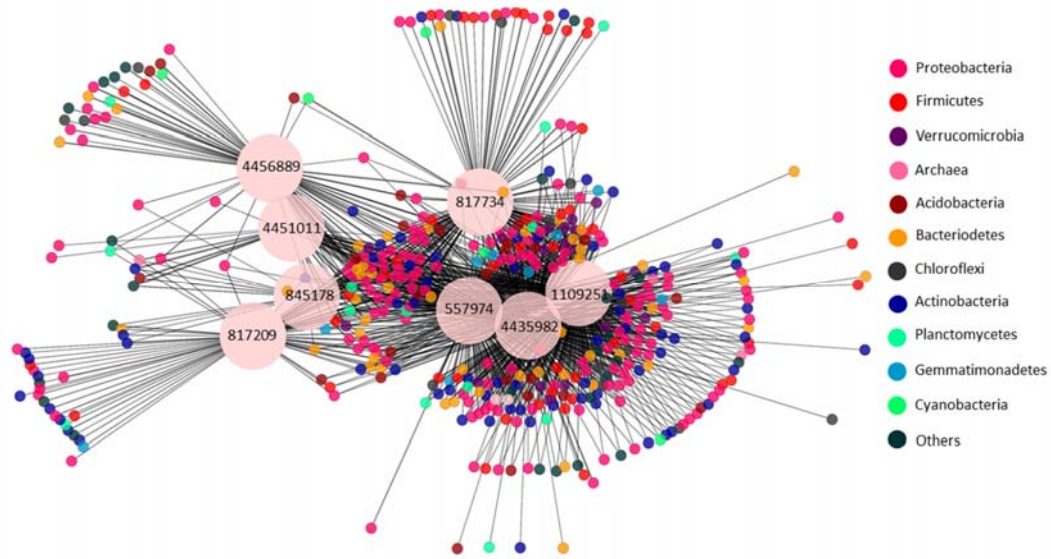 4456889
817734
4451011
845178
557974
1109251
4435982
817209
Proteobacteria
Firmicutes
Verrucomicrobia
Archaea
Acidobacteria
Bacteriodetes
Chloroflexi
Actinobacteria
Planctomycetes
Gemmatimonadetes
Cyanobacteria
Others